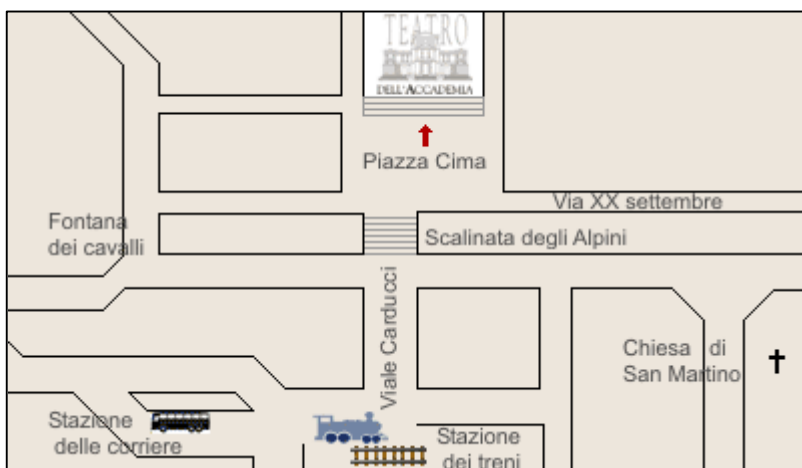 TEATRO
DELL'ACCADEMIA
Piazza Cima
Via XX settembre
Fontana
dei cavalli
Scalinata degli Alpini
Viale Carducci
Chiesa di
San Martino
Stazione
delle corriere
Stazione
dei treni